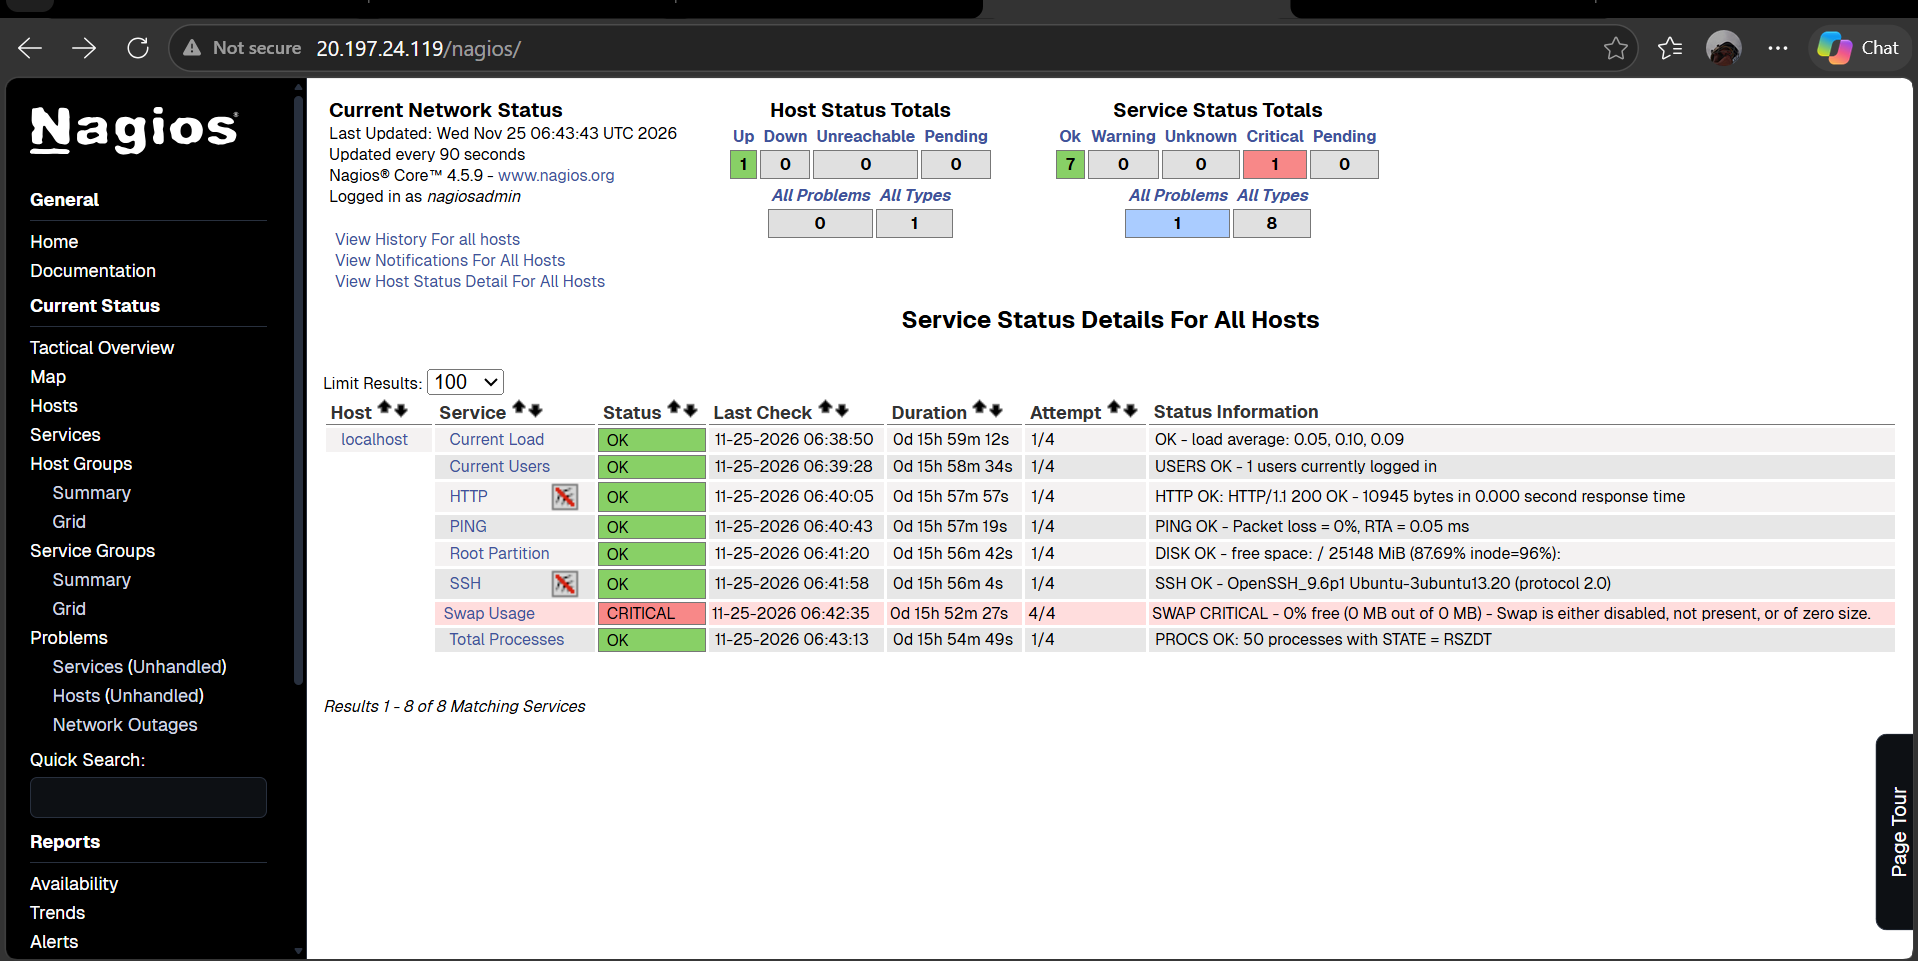 Not secure 20.197.24.119/nagios/
Chat
Nagios®
General
Home
Documentation
Current Status
Tactical Overview
Map
Hosts
Services
Host Groups
Summary
Grid
Service Groups
Summary
Grid
Problems
Services (Unhandled)
Hosts (Unhandled)
Network Outages
Quick Search:
Reports
Availability
Trends
Alerts
Current Network Status
Last Updated: Wed Nov 25 06:43:43 UTC 2026
Updated every 90 seconds
Nagios® Core™ 4.5.9 - www.nagios.org
Logged in as nagiosadmin
View History For all hosts
View Notifications For All Hosts
View Host Status Detail For All Hosts
Host Status Totals
Up Down Unreachable Pending
1 0 0 0
All Problems All Types
0 1
Service Status Totals
Ok Warning Unknown Critical Pending
7 0 0 1 0
All Problems All Types
1 8
Service Status Details For All Hosts
Limit Results: 100
Host Service Status Last Check Duration Attempt Status Information
localhost Current Load OK 11-25-2026 06:38:50 0d 15h 59m 12s 1/4 OK - load average: 0.05, 0.10, 0.09
Current Users OK 11-25-2026 06:39:28 0d 15h 58m 34s 1/4 USERS OK - 1 users currently logged in
HTTP OK 11-25-2026 06:40:05 0d 15h 57m 57s 1/4 HTTP OK: HTTP/1.1 200 OK - 10945 bytes in 0.000 second response time
PING OK 11-25-2026 06:40:43 0d 15h 57m 19s 1/4 PING OK - Packet loss = 0%, RTA = 0.05 ms
Root Partition OK 11-25-2026 06:41:20 0d 15h 56m 42s 1/4 DISK OK - free space: / 25148 MiB (87.69% inode=96%):
SSH OK 11-25-2026 06:41:58 0d 15h 56m 4s 1/4 SSH OK - OpenSSH_9.6p1 Ubuntu-3ubuntu13.20 (protocol 2.0)
Swap Usage CRITICAL 11-25-2026 06:42:35 0d 15h 52m 27s 4/4 SWAP CRITICAL - 0% free (0 MB out of 0 MB) - Swap is either disabled, not present, or of zero size.
Total Processes OK 11-25-2026 06:43:13 0d 15h 54m 49s 1/4 PROCS OK: 50 processes with STATE = RSZDT
Results 1 - 8 of 8 Matching Services
Page Tour